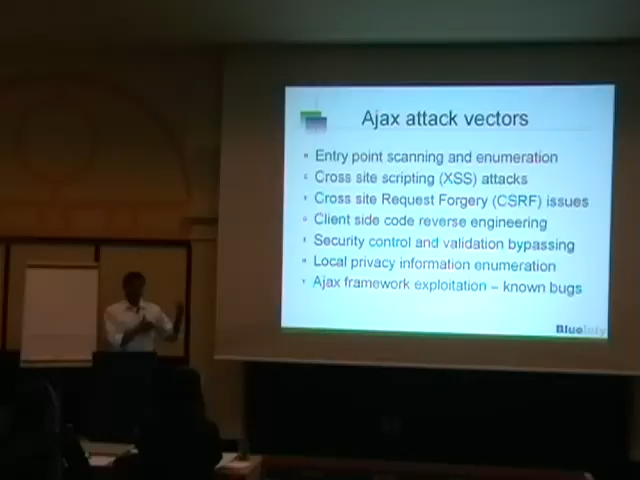 Ajax attack vectors
Entry point scanning and enumeration
Cross site scripting (XSS) attacks
Cross site Request Forgery (CSRF) issues
Client side code reverse engineering
Security control and validation bypassing
Local privacy information enumeration
Ajax framework exploitation – known bugs
BlueInfy